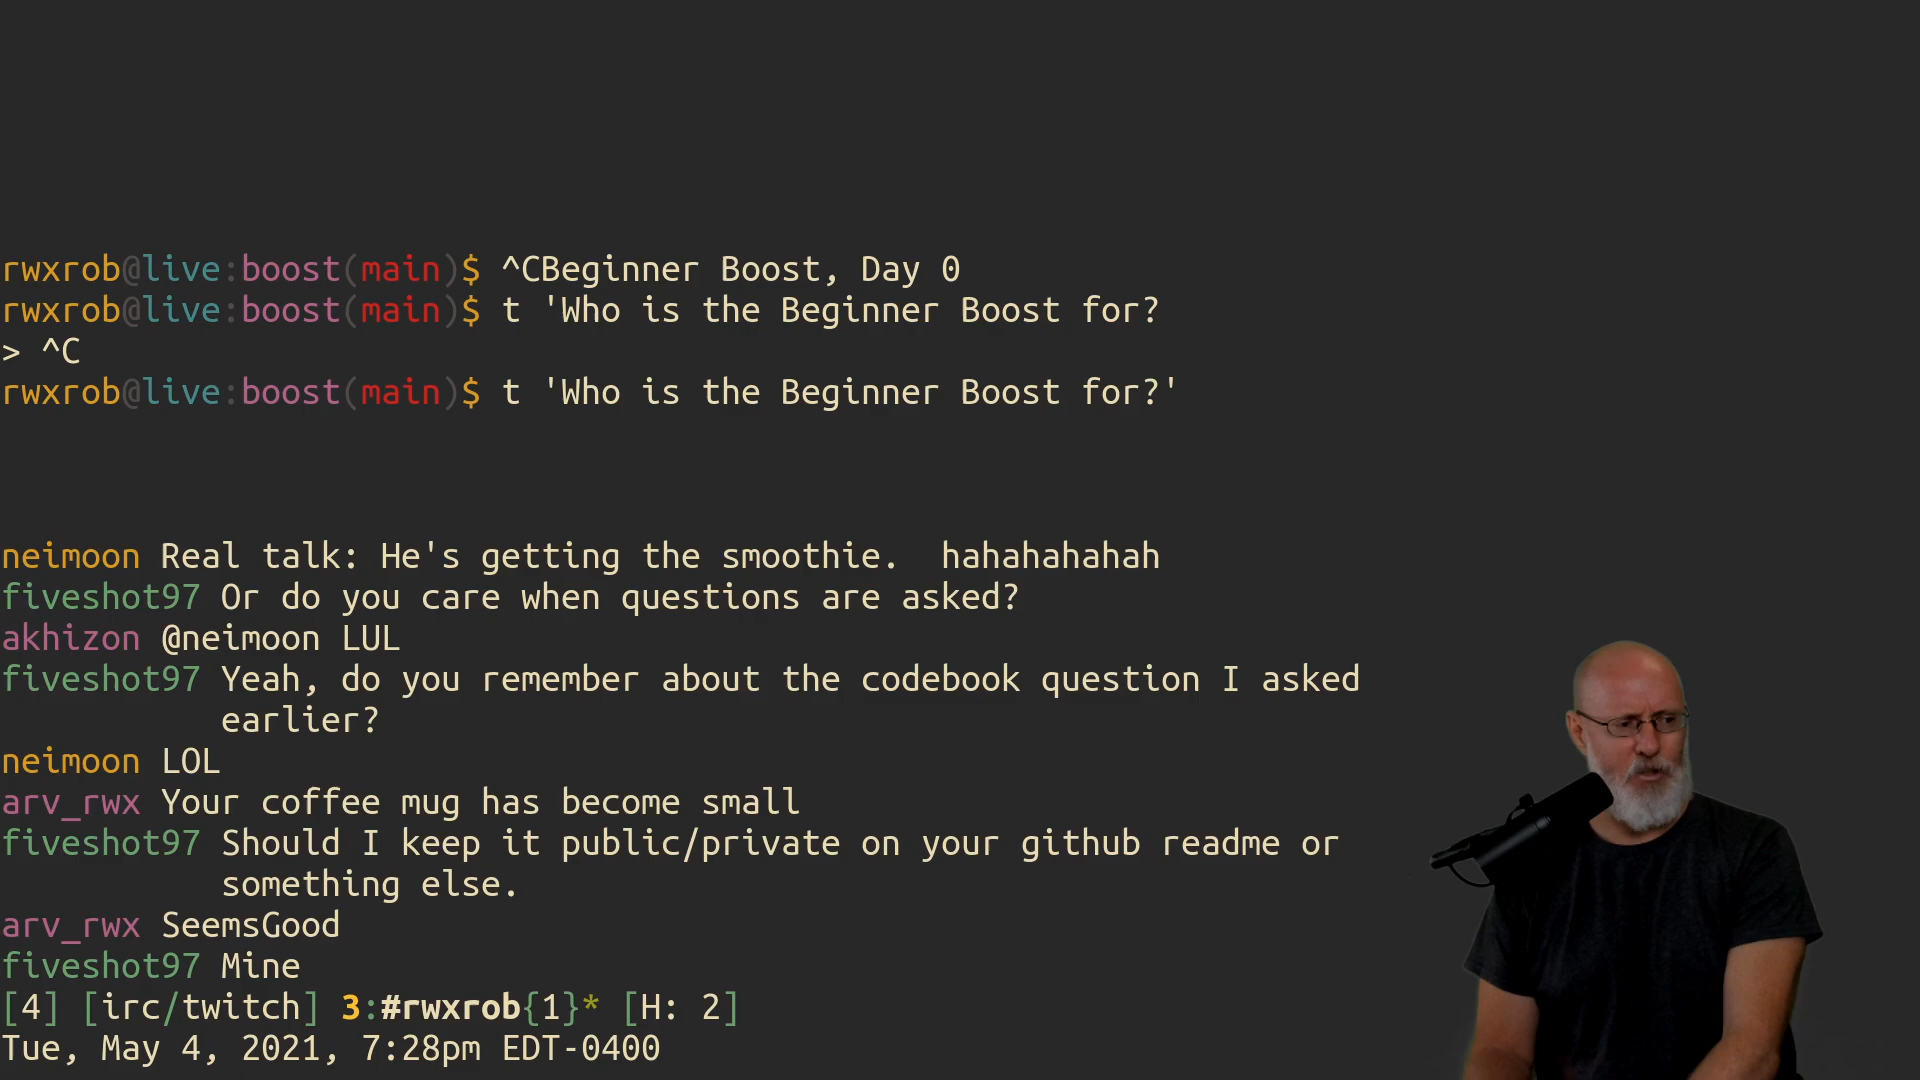 rwxrob@live:boost(main)$ ^CBeginner Boost, Day 0
rwxrob@live:boost(main)$ t 'Who is the Beginner Boost for?
> ^C
rwxrob@live:boost(main)$ t 'Who is the Beginner Boost for?'
neimoon Real talk: He's getting the smoothie.  hahahahahah
fiveshot97 Or do you care when questions are asked?
akhizon @neimoon LUL
fiveshot97 Yeah, do you remember about the codebook question I asked
earlier?
neimoon LOL
arv_rwx Your coffee mug has become small
fiveshot97 Should I keep it public/private on your github readme or
something else.
arv_rwx SeemsGood
fiveshot97 Mine
[4] [irc/twitch] 3:#rwxrob{1}* [H: 2]
Tue, May 4, 2021, 7:28pm EDT-0400